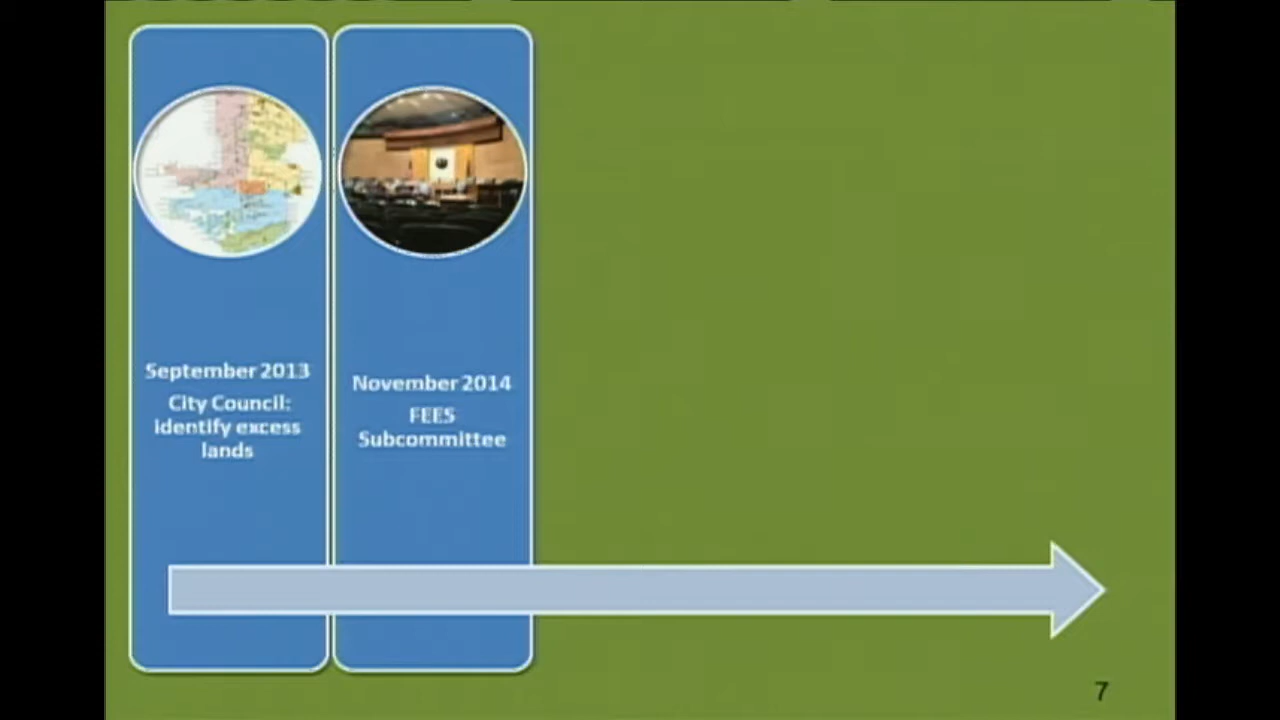 September 2013
City Council:
identify excess
lands
November 2014
FEES
Subcommittee
7